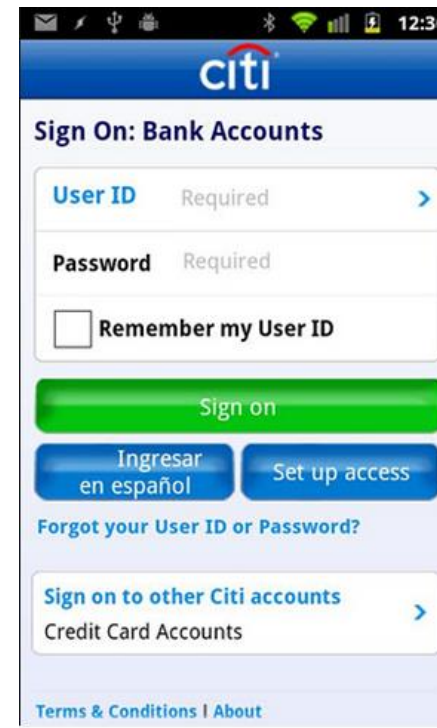 12:3
citi
Sign On: Bank Accounts
User ID Required
Password Required
Remember my User ID
Sign on
Ingresar
en español
Set up access
Forgot your User ID or Password?
Sign on to other Citi accounts
Credit Card Accounts
Terms & Conditions | About